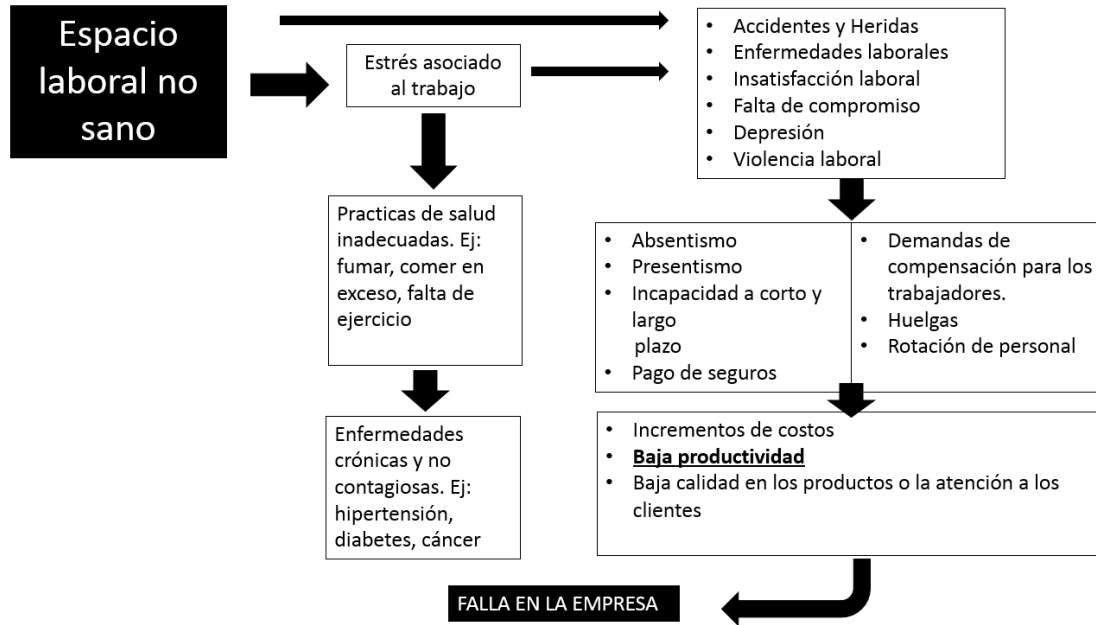 Espacio
laboral no
sano
Estrés asociado
al trabajo
• Accidentes y Heridas
• Enfermedades laborales
• Insatisfacción laboral
• Falta de compromiso
• Depresión
• Violencia laboral
Practicas de salud
inadecuadas. Ej:
fumar, comer en
exceso, falta de
ejercicio
• Absentismo
• Presentismo
• Incapacidad a corto y
largo
plazo
• Pago de seguros
• Demandas de
compensación para los
trabajadores.
• Huelgas
• Rotación de personal
Enfermedades
crónicas y no
contagiosas. Ej:
hipertensión,
diabetes, cáncer
• Incrementos de costos
• Baja productividad
• Baja calidad en los productos o la atención a los
clientes
FALLA EN LA EMPRESA